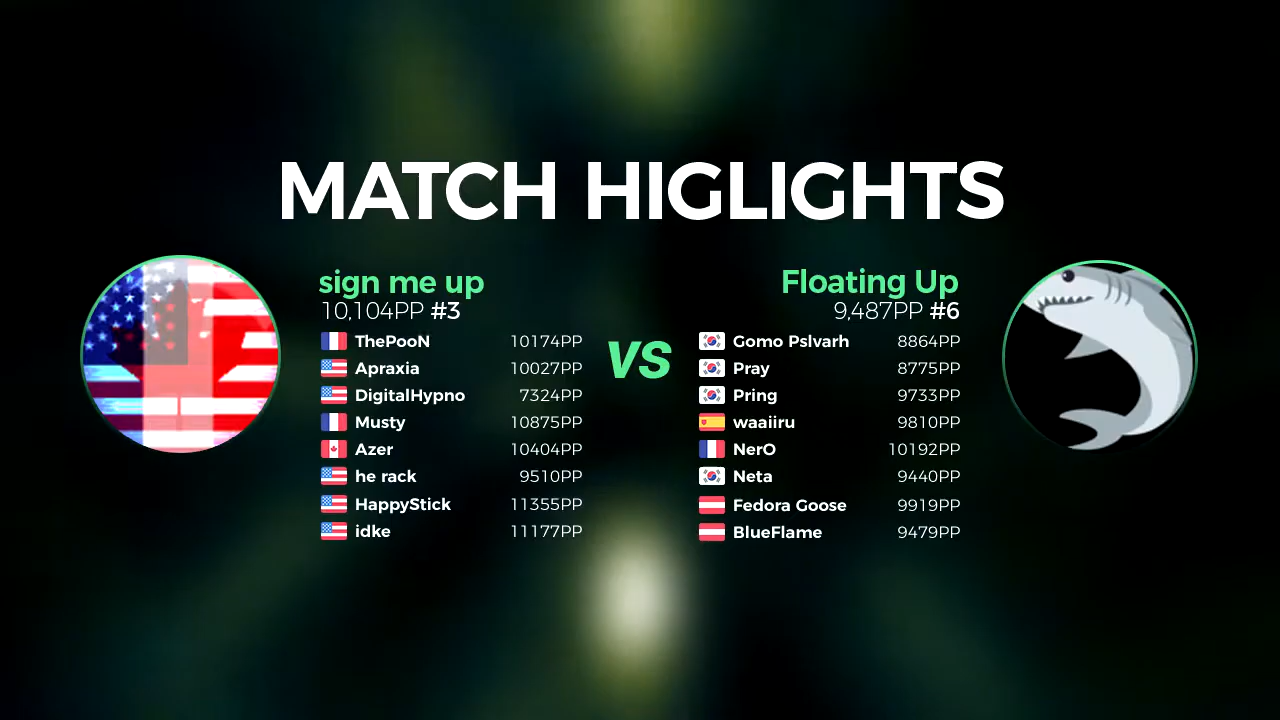 MATCH HIGLIGHTS
sign me up
10,104PP #3
ThePooN 10174PP
Apraxia 10027PP
DigitalHypno 7324PP
Musty 10875PP
Azer 10404PP
he rack 9510PP
HappyStick 11355PP
idke 11177PP
VS
Floating Up
9,487PP #6
Gomo Pslvarh 8864PP
Pray 8775PP
Pring 9733PP
waaiiru 9810PP
NerO 10192PP
Neta 9440PP
Fedora Goose 9919PP
BlueFlame 9479PP